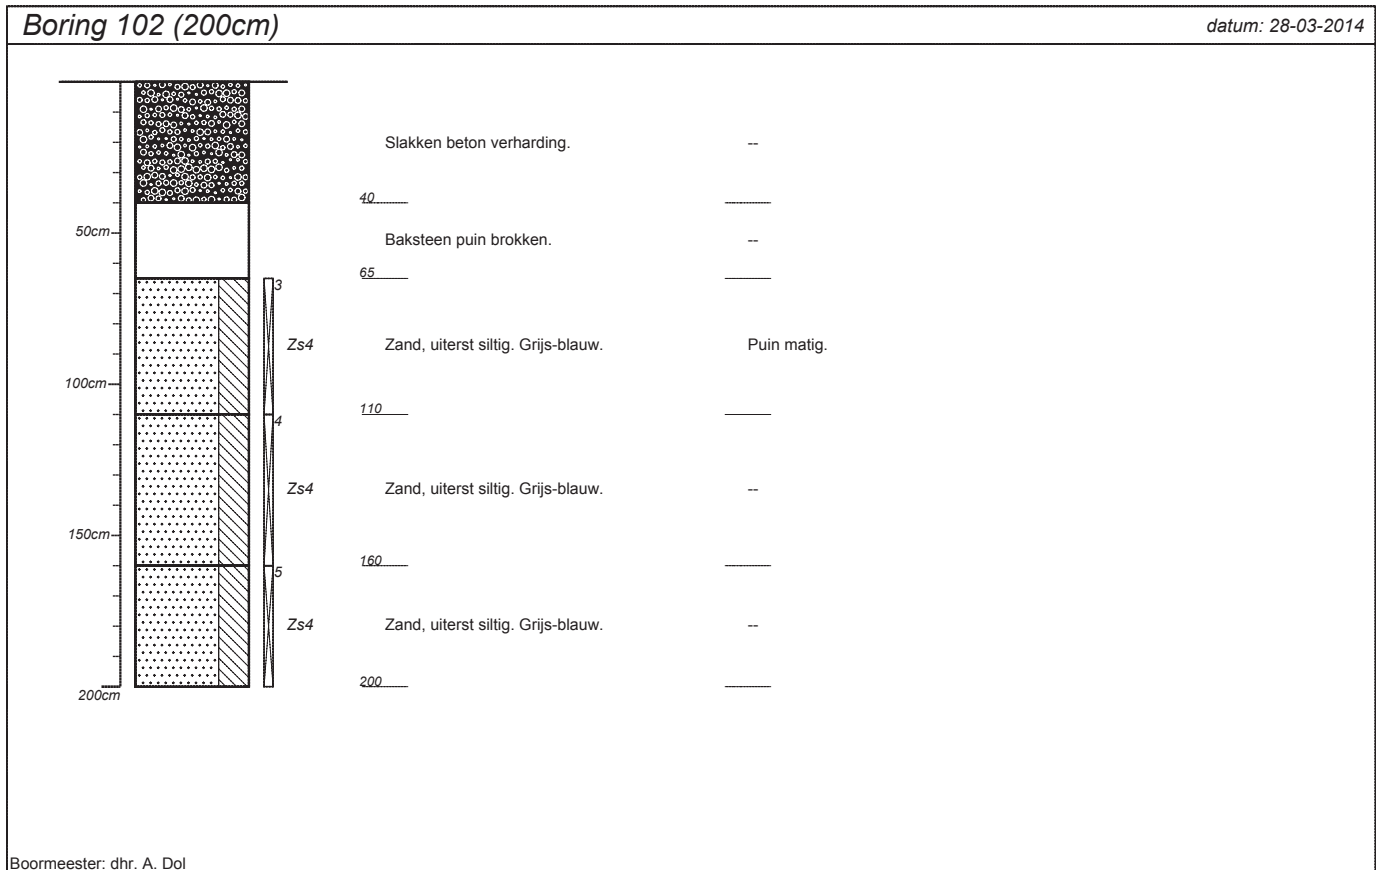 Boring 102 (200cm)
datum: 28-03-2014
Slakken beton verharding. --
40
50cm
Baksteen puin brokken. --
65
3
Zs4 Zand, uiterst siltig. Grijs-blauw. Puin matig.
100cm
110
4
Zs4 Zand, uiterst siltig. Grijs-blauw. --
150cm
160
5
Zs4 Zand, uiterst siltig. Grijs-blauw. --
200
200cm
Boormeester: dhr. A. Dol